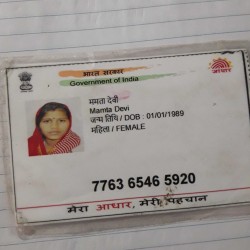 भारत सरकार
Government of India
आधार
ममता देवी
Mamta Devi
जन्म तिथि / DOB : 01/01/1989
महिला / FEMALE
7763 6546 5920
मेरा आधार, मेरी पहचान